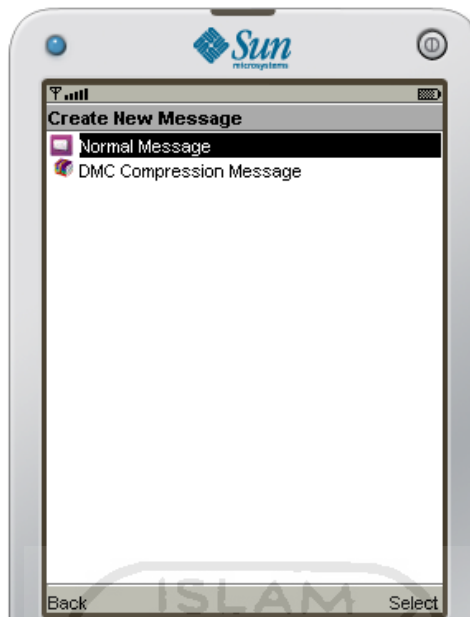 Sun
microsystems
Create New Message
Normal Message
DMC Compression Message
ISLAM
Back Select